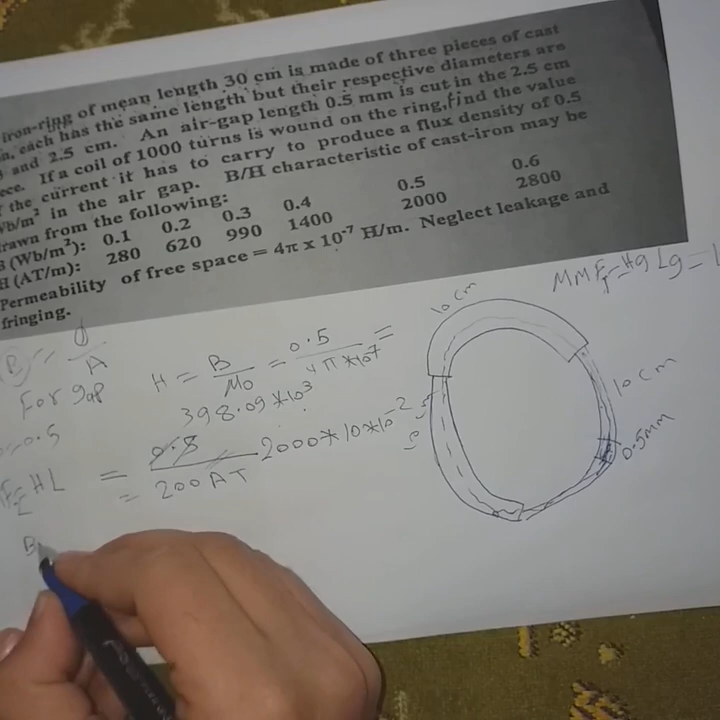 iron-ring of mean length 30 cm is made of three pieces of cast
each has the same length but their respective diameters are
and 2.5 cm. An air-gap length 0.5 mm is cut in the 2.5 cm
If a coil of 1000 turns is wound on the ring,find the value
the current it has to carry to produce a flux density of 0.5
Wb/m² in the air gap. B/H characteristic of cast-iron may be
drawn from the following:
B (Wb/m²): 0.1 0.2 0.3 0.4 0.5 0.6
H (AT/m): 280 620 990 1400 2000 2800
Permeability of free space = 4π x 10⁻⁷ H/m. Neglect leakage and
fringing.
MMF = Hg Lg =
10 cm
B = ϕ/A
For gap
H = B/μ0 = 0.5/4π*10⁷ =
398.09*10³
10 cm
0.5mm
HL = 2000*10*10⁻²
= 200AT
B